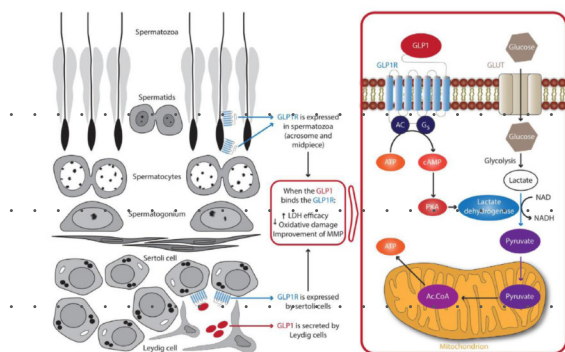 Spermatozoa
Spermatids
Spermatocytes
Spermatogonium
Sertoli cell
Leydig cell
GLP1R is expressed
in spermatozoa
(acrosome and
midpiece)
When the GLP1
binds the GLP1R:
↑ LDH efficacy
↓ Oxidative damage
Improvement of MMP
GLP1R is expressed
by sertoli cells
GLP1 is secreted by
Leydig cells
GLP1
GLP1R
GLUT
Glucose
AC
Gs
ATP
cAMP
PKA
Glucose
Glycolysis
Lactate
Lactate
dehydrogenase
NAD
NADH
Pyruvate
ATP
Ac.CoA
Pyruvate
Mitochondrion